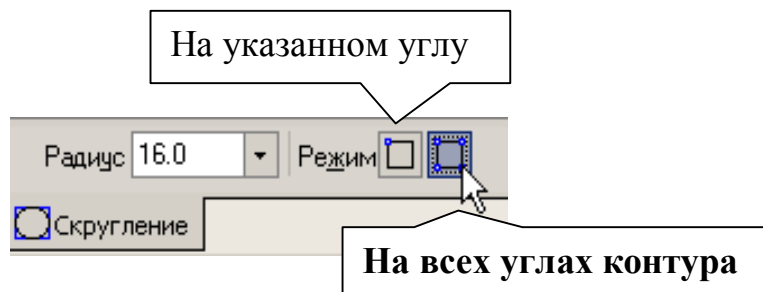 На указанном углу
Радиус 16.0 Режим
Скругление
На всех углах контура